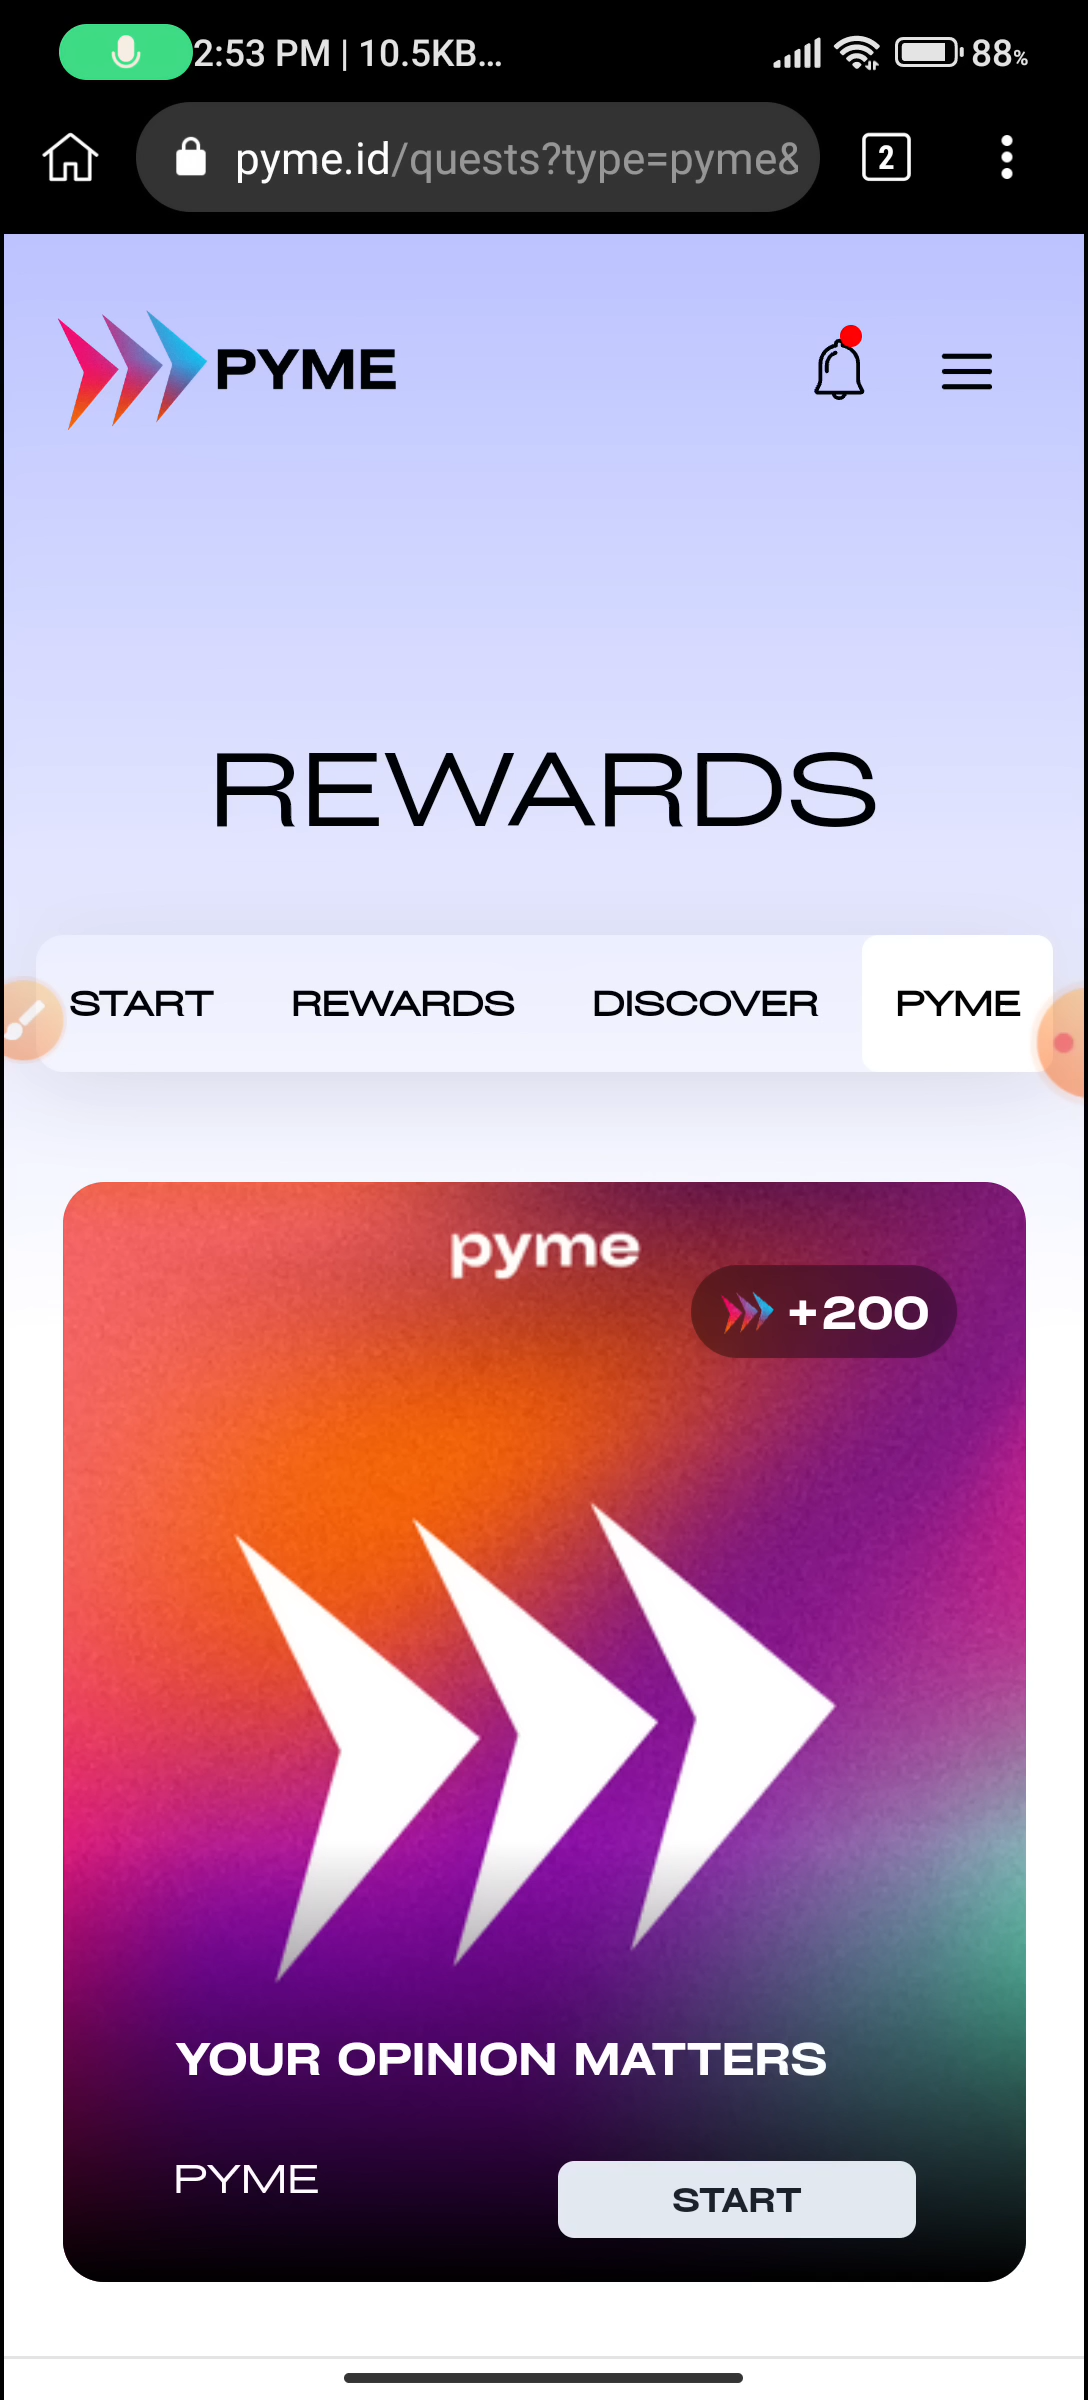 2:53 PM | 10.5KB...
88%
pyme.id/quests?type=pyme&
2
PYME
REWARDS
START REWARDS DISCOVER PYME
pyme
+200
YOUR OPINION MATTERS
PYME
START